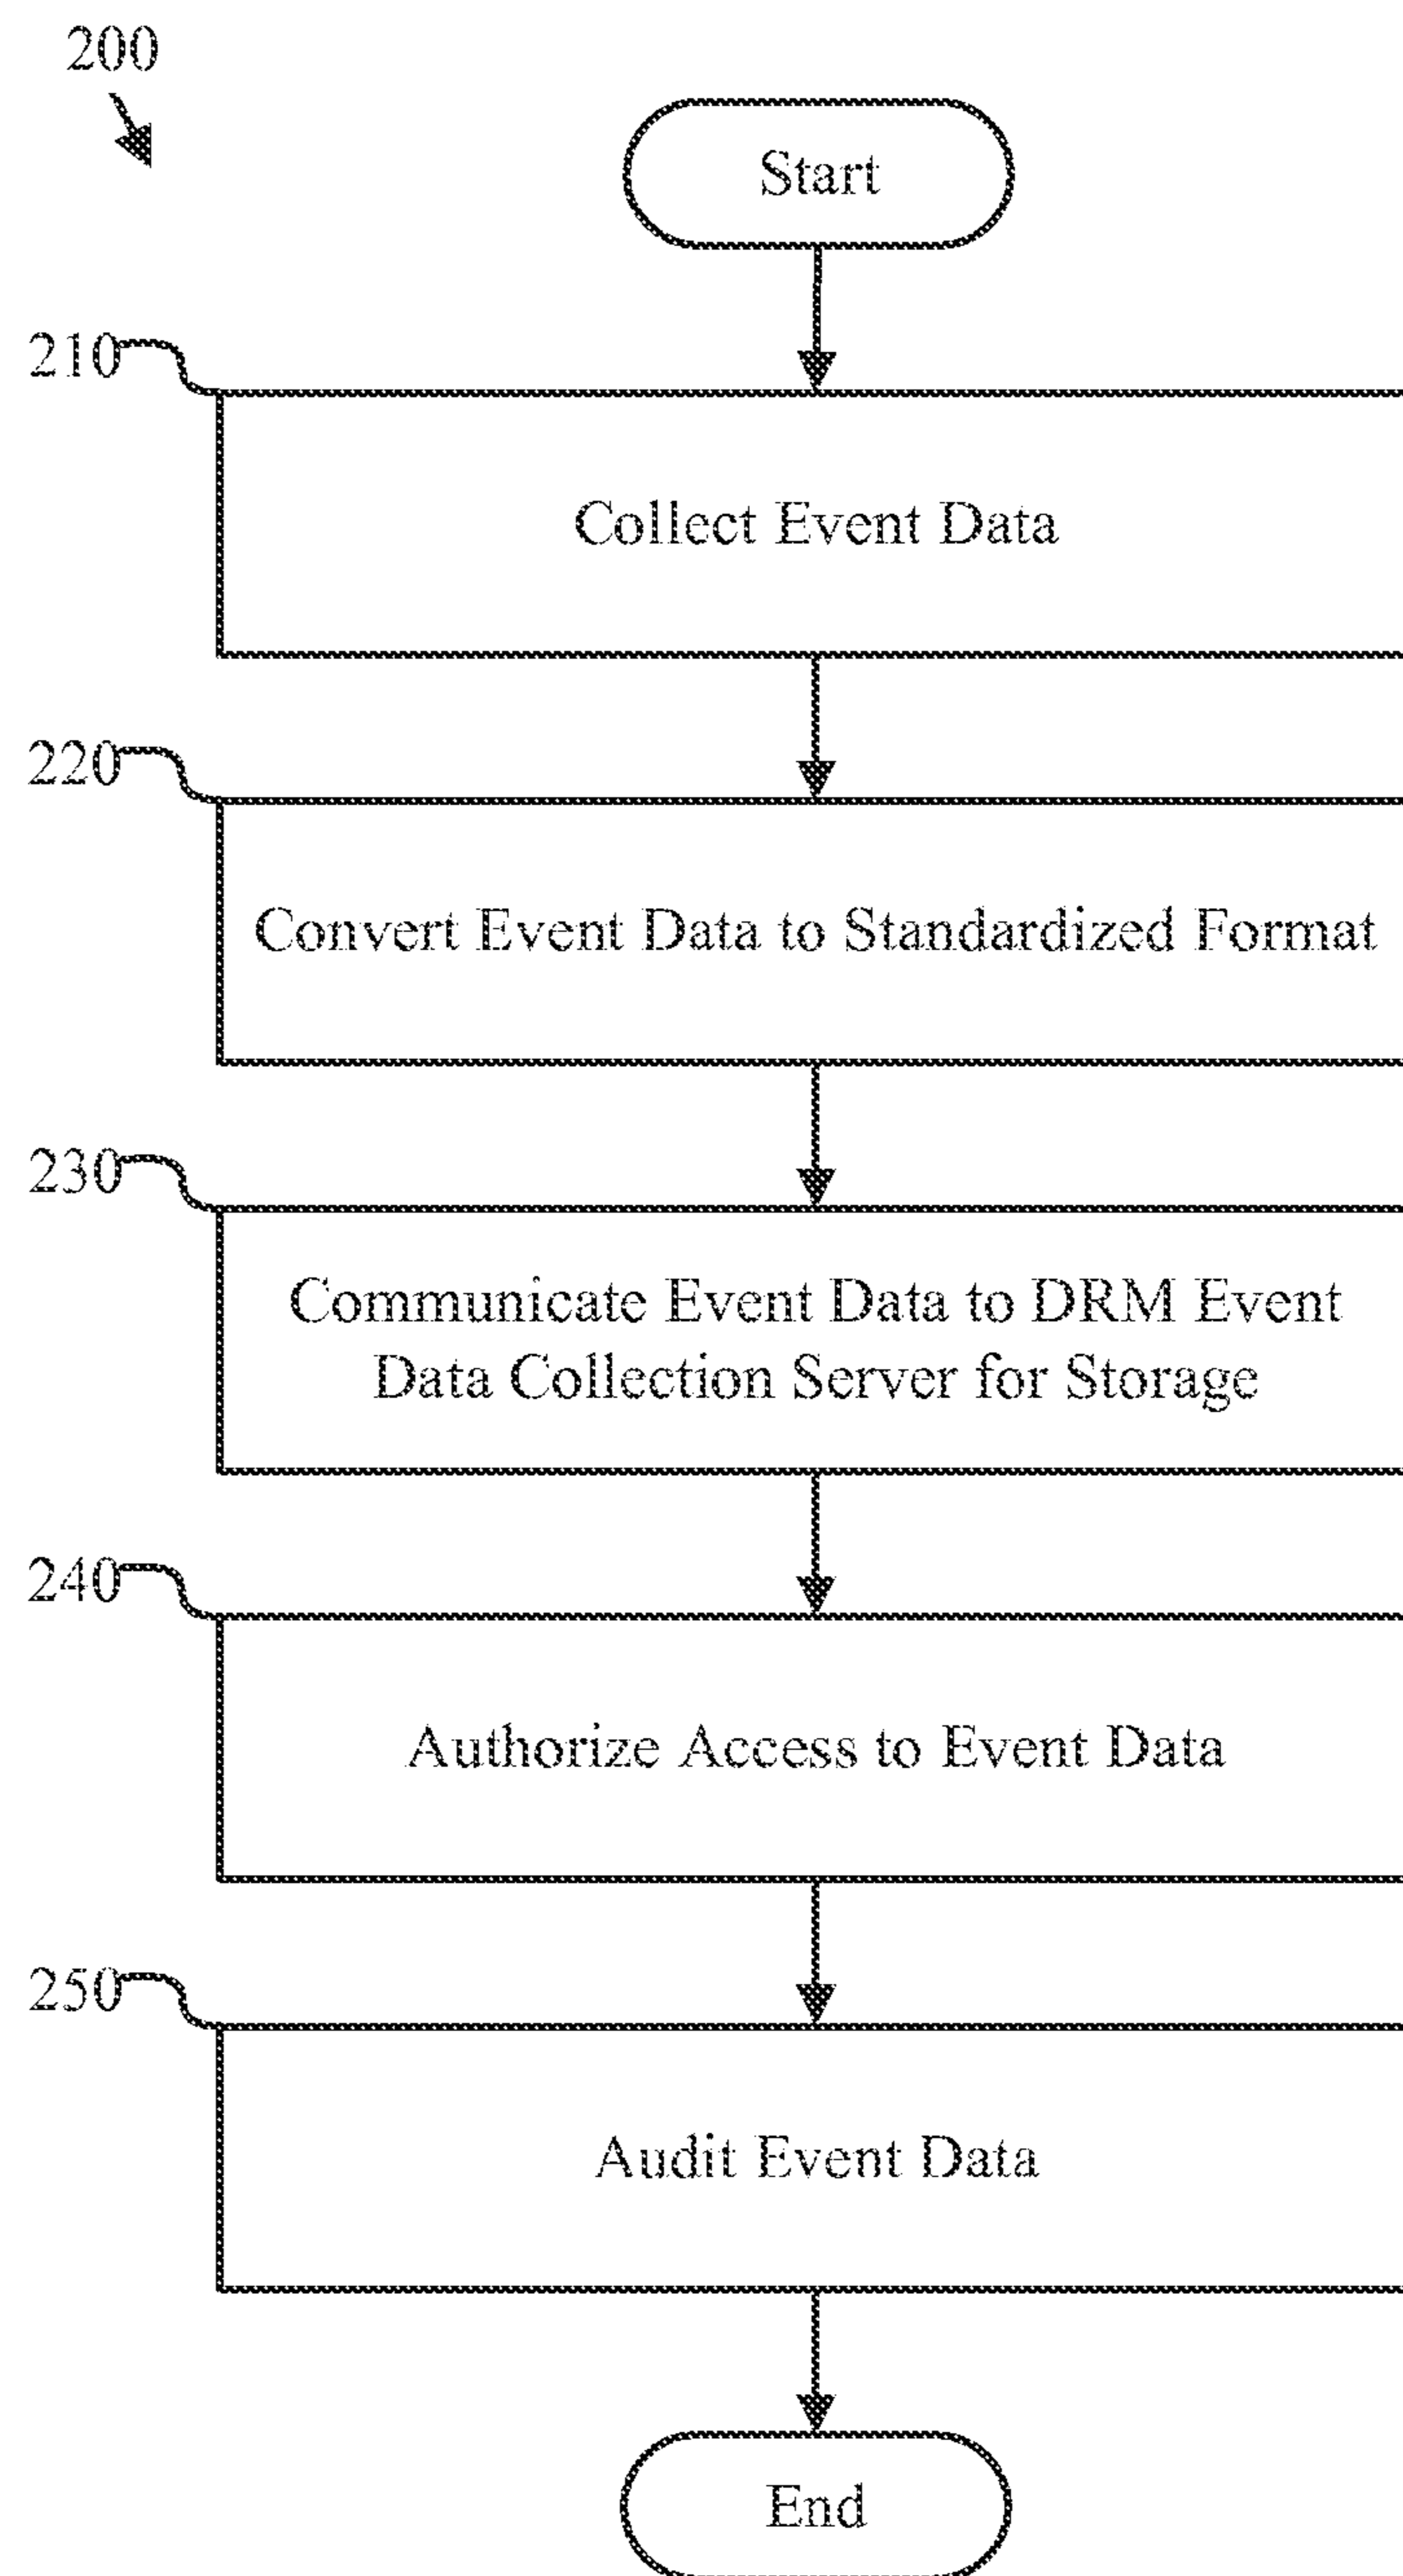 200
Start
210
Collect Event Data
220
Convert Event Data to Standardized Format
230
Communicate Event Data to DRM Event
Data Collection Server for Storage
240
Authorize Access to Event Data
250
Audit Event Data
End